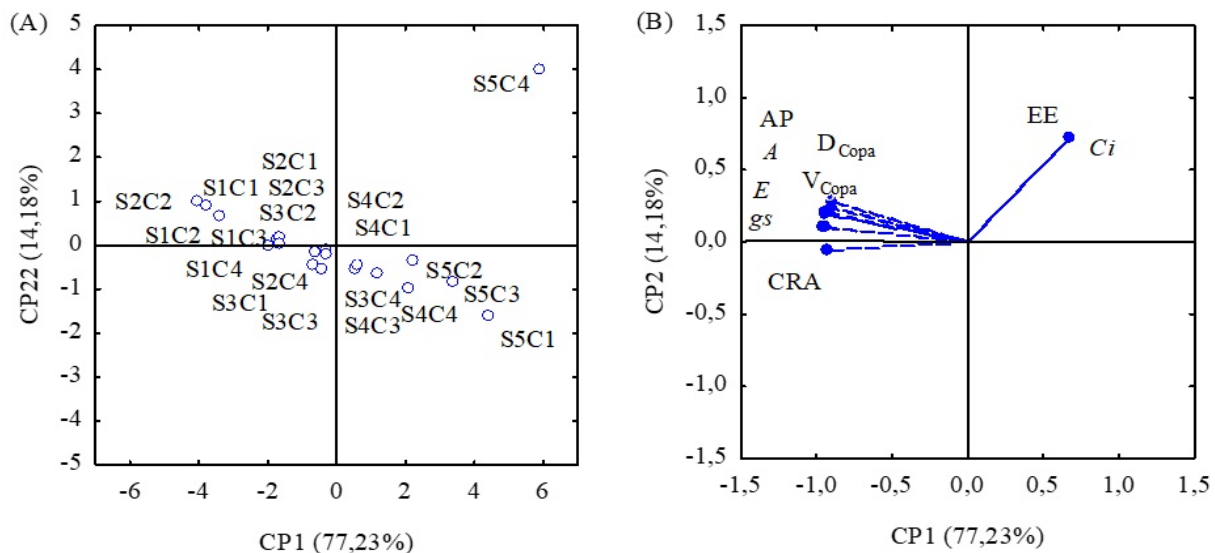 (A)
CP22 (14,18%)
5
4
3
2
1
0
-1
-2
-3
-4
-5
S5C4
S2C1
S2C2
S1C1
S2C3
S4C2
S3C2
S4C1
S1C2
S1C3
S1C4
S2C4
S5C2
S3C1
S3C4
S5C3
S3C3
S4C3
S4C4
S5C1
-6
-4
-2
0
2
4
6
CP1 (77,23%)
(B)
CP2 (14,18%)
1,5
1,0
0,5
0,0
-0,5
-1,0
-1,5
AP
EE
A
D Copa
Ci
E
V Copa
gs
CRA
-1,5
-1,0
-0,5
0,0
0,5
1,0
1,5
CP1 (77,23%)